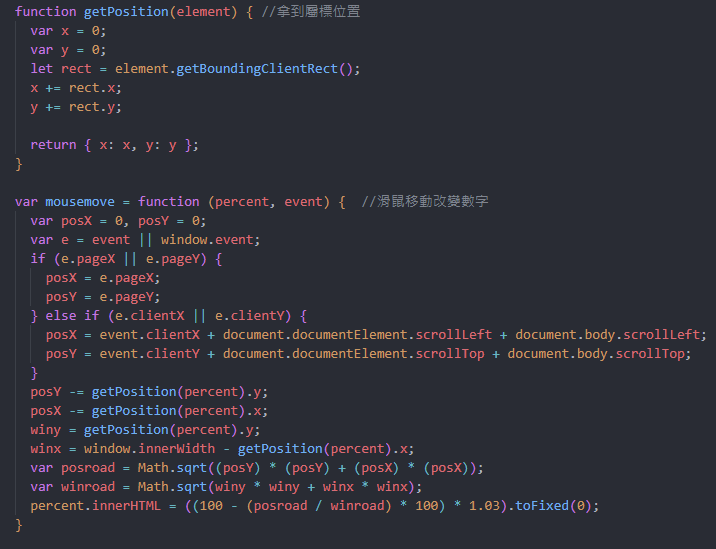 function getPosition(element) { //拿到屬標位置
  var x = 0;
  var y = 0;
  let rect = element.getBoundingClientRect();
  x += rect.x;
  y += rect.y;

  return { x: x, y: y };
}

var mousemove = function (percent, event) {  //滑鼠移動改變數字
  var posX = 0, posY = 0;
  var e = event || window.event;
  if (e.pageX || e.pageY) {
    posX = e.pageX;
    posY = e.pageY;
  } else if (e.clientX || e.clientY) {
    posX = event.clientX + document.documentElement.scrollLeft + document.body.scrollLeft;
    posY = event.clientY + document.documentElement.scrollTop + document.body.scrollTop;
  }
  posY -= getPosition(percent).y;
  posX -= getPosition(percent).x;
  winy = getPosition(percent).y;
  winx = window.innerWidth - getPosition(percent).x;
  var posroad = Math.sqrt((posY) * (posY) + (posX) * (posX));
  var winroad = Math.sqrt(winy * winy + winx * winx);
  percent.innerHTML = ((100 - (posroad / winroad) * 100) * 1.03).toFixed(0);
}